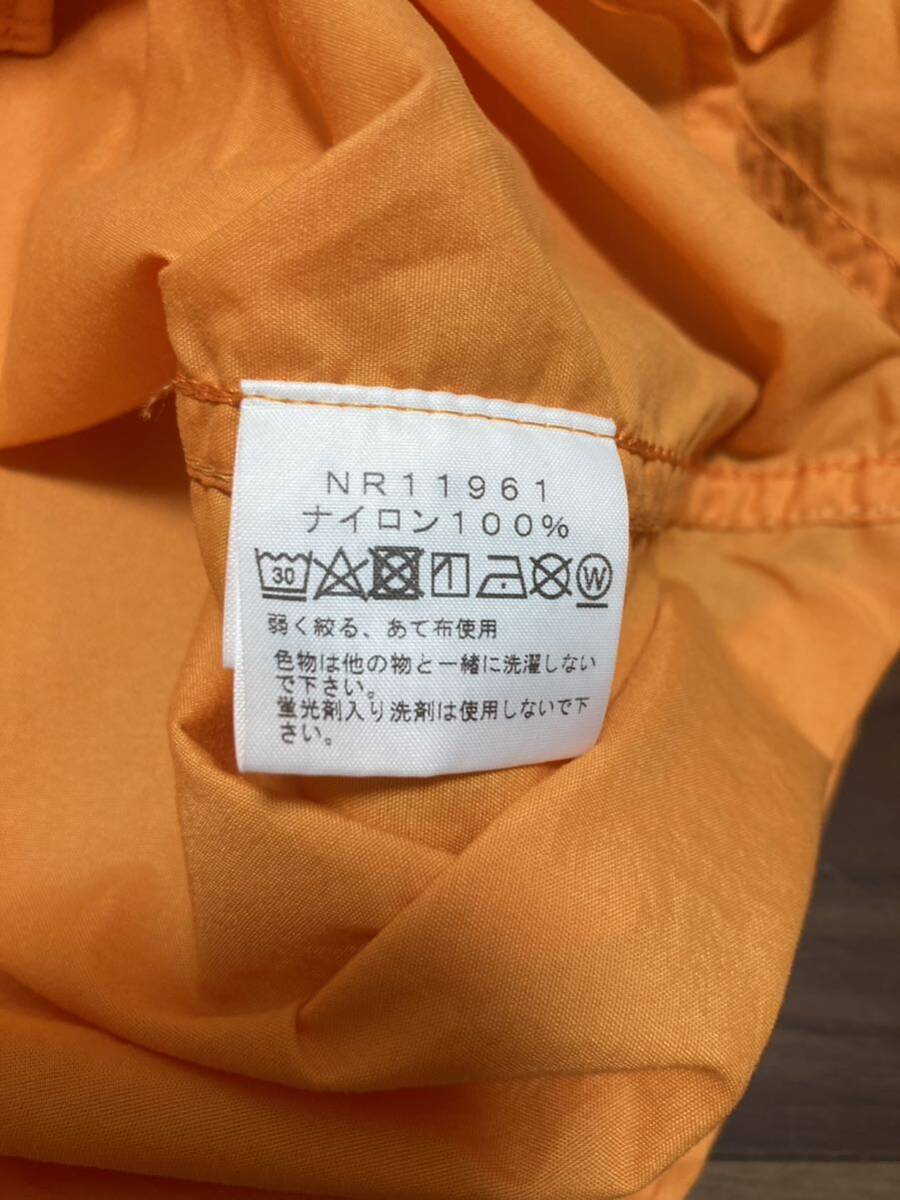 NR11961
ナイロン100%
30 W
弱く絞る、あて布使用
色物は他の物と一緒に洗濯しない
で下さい。
蛍光剤入り洗剤は使用しないで下
さい。